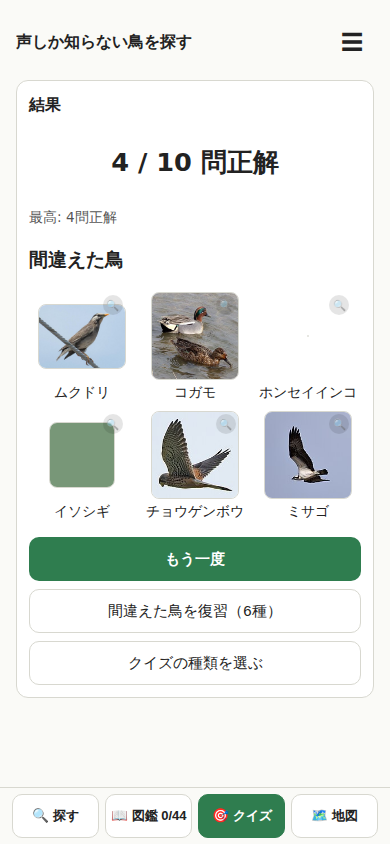 声しか知らない鳥を探す
結果
4 / 10 問正解
最高: 4問正解
間違えた鳥
ムクドリ
コガモ
ホンセイインコ
イソシギ
チョウゲンボウ
ミサゴ
もう一度
間違えた鳥を復習（6種）
クイズの種類を選ぶ
探す
図鑑 0/44
クイズ
地図